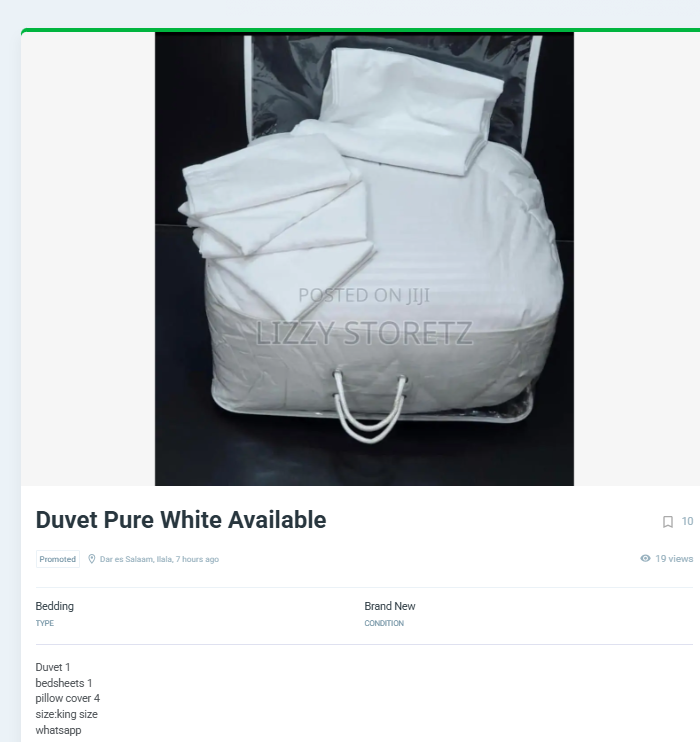 POSTED ON JIJI
LIZZY STORETZ
Duvet Pure White Available
10
Promoted
Dar es Salaam, Ilala, 7 hours ago
19 views
Bedding
Brand New
TYPE
CONDITION
Duvet 1
bedsheets 1
pillow cover 4
size:king size
whatsapp